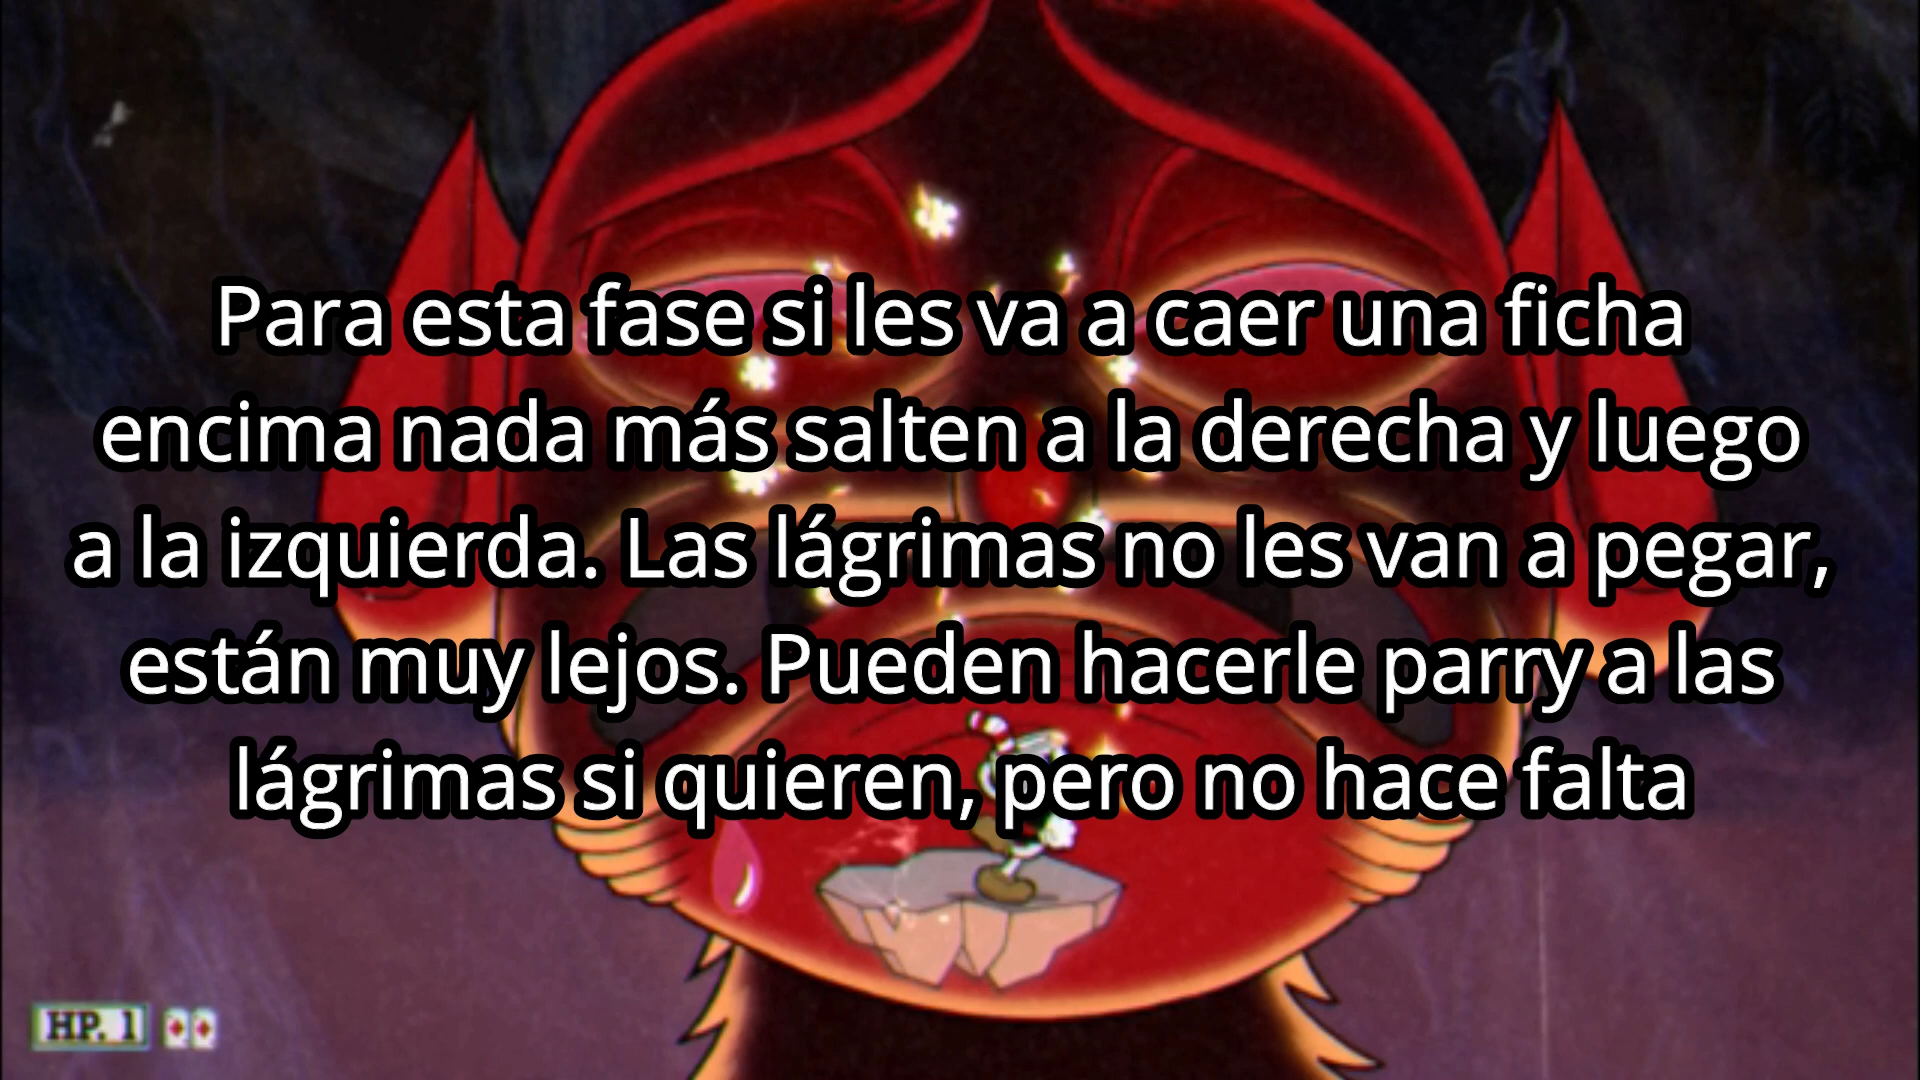 Para esta fase si les va a caer una ficha
encima nada más salten a la derecha y luego
a la izquierda. Las lágrimas no les van a pegar,
están muy lejos. Pueden hacerle parry a las
lágrimas si quieren, pero no hace falta
HP. 1